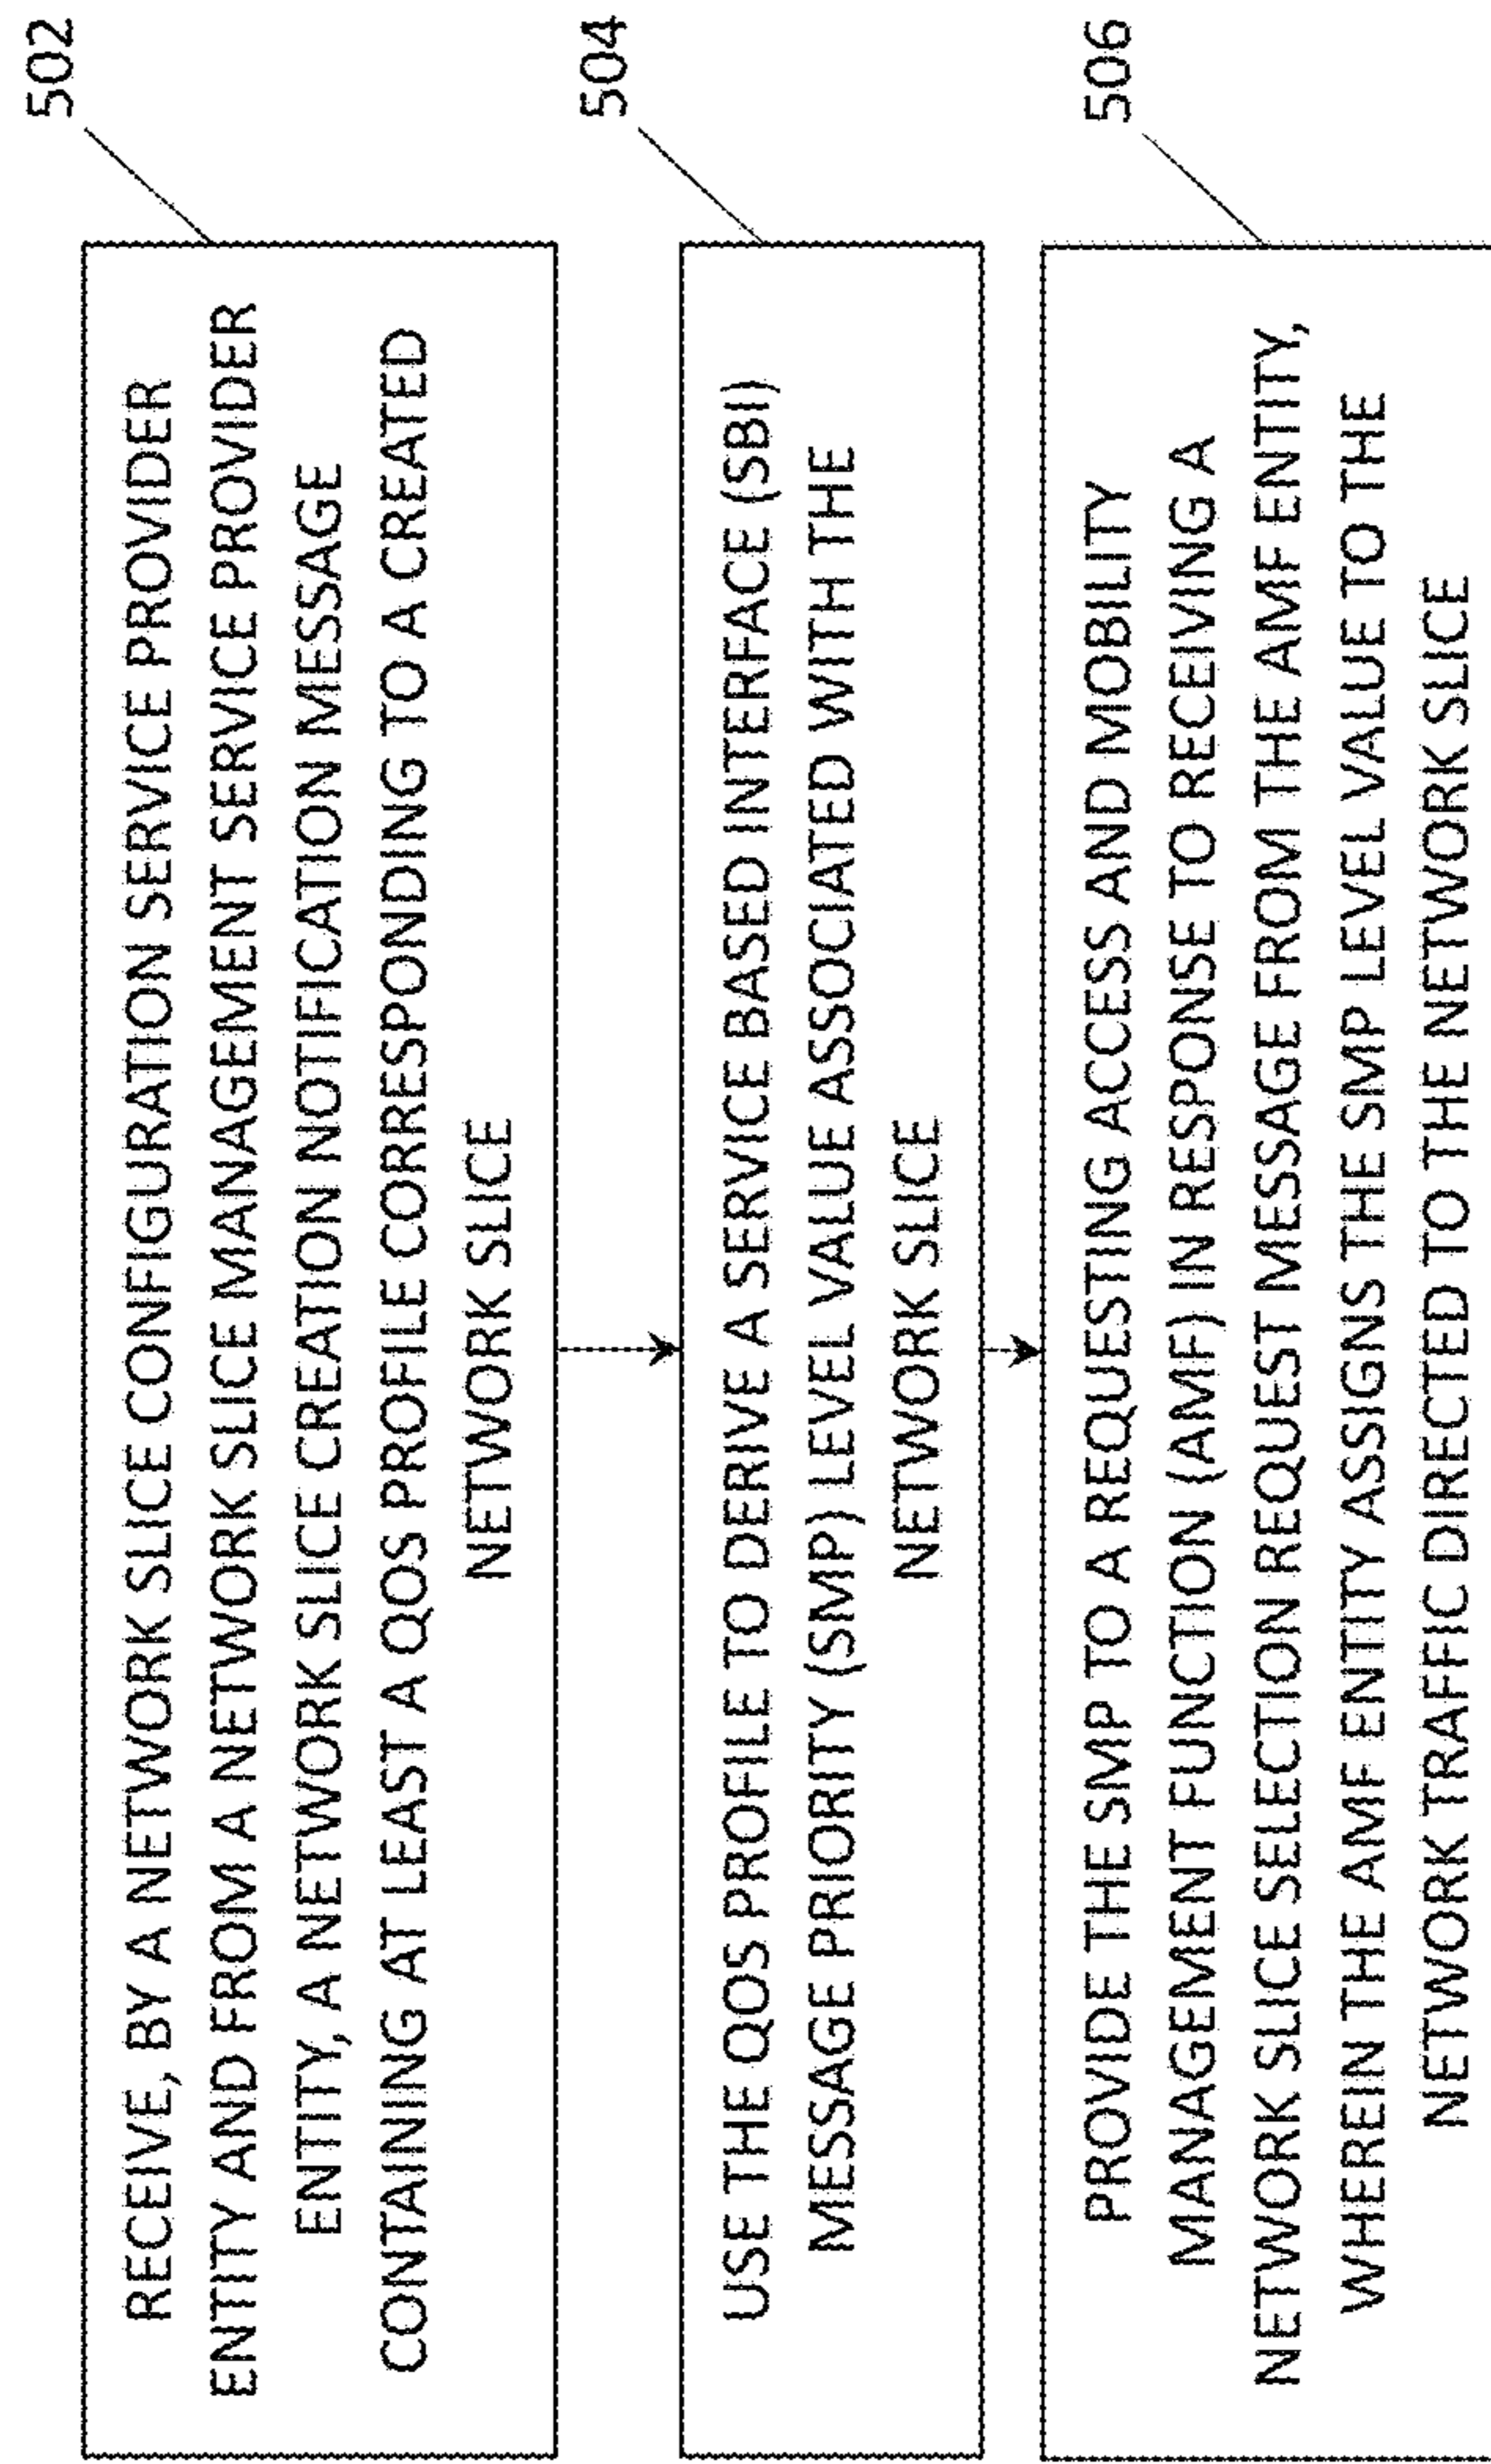 502
RECEIVE, BY A NETWORK SLICE CONFIGURATION SERVICE PROVIDER
ENTITY AND FROM A NETWORK SLICE MANAGEMENT SERVICE PROVIDER
ENTITY, A NETWORK SLICE CREATION NOTIFICATION MESSAGE
CONTAINING AT LEAST A QOS PROFILE CORRESPONDING TO A CREATED
NETWORK SLICE
504
USE THE QOS PROFILE TO DERIVE A SERVICE BASED INTERFACE (SBI)
MESSAGE PRIORITY (SMP) LEVEL VALUE ASSOCIATED WITH THE
NETWORK SLICE
506
PROVIDE THE SMP TO A REQUESTING ACCESS AND MOBILITY
MANAGEMENT FUNCTION (AMF) IN RESPONSE TO RECEIVING A
NETWORK SLICE SELECTION REQUEST MESSAGE FROM THE AMF ENTITY,
WHEREIN THE AMF ENTITY ASSIGNS THE SMP LEVEL VALUE TO THE
NETWORK TRAFFIC DIRECTED TO THE NETWORK SLICE